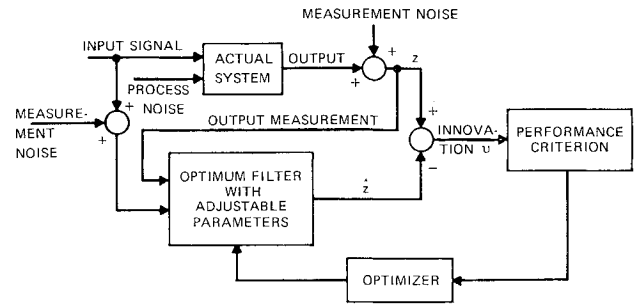 MEASUREMENT NOISE
INPUT SIGNAL
ACTUAL
SYSTEM
OUTPUT
+
+
z
PROCESS
NOISE
MEASURE-
MENT
NOISE
+
+
OUTPUT MEASUREMENT
+
−
INNOVA-
TION υ
PERFORMANCE
CRITERION
OPTIMUM FILTER
WITH
ADJUSTABLE
PARAMETERS
ẑ
OPTIMIZER